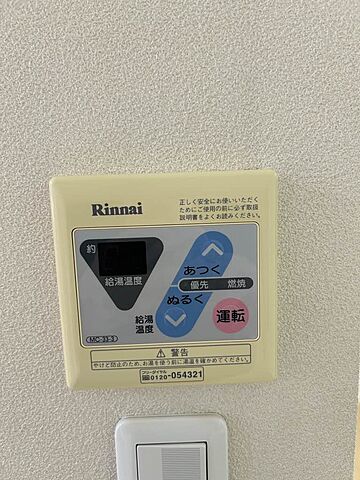 Rinnai
正しく安全にお使いいただく
ためにご使用の前に必ず取扱
説明書をよくお読みください。
約
給湯温度
あつく
優先 燃焼
ぬるく
給湯
温度
運転
MC-33-3
警告
やけど防止のため、お湯を使う前に湯温を確かめてください。
フリーダイヤル
0120-054321